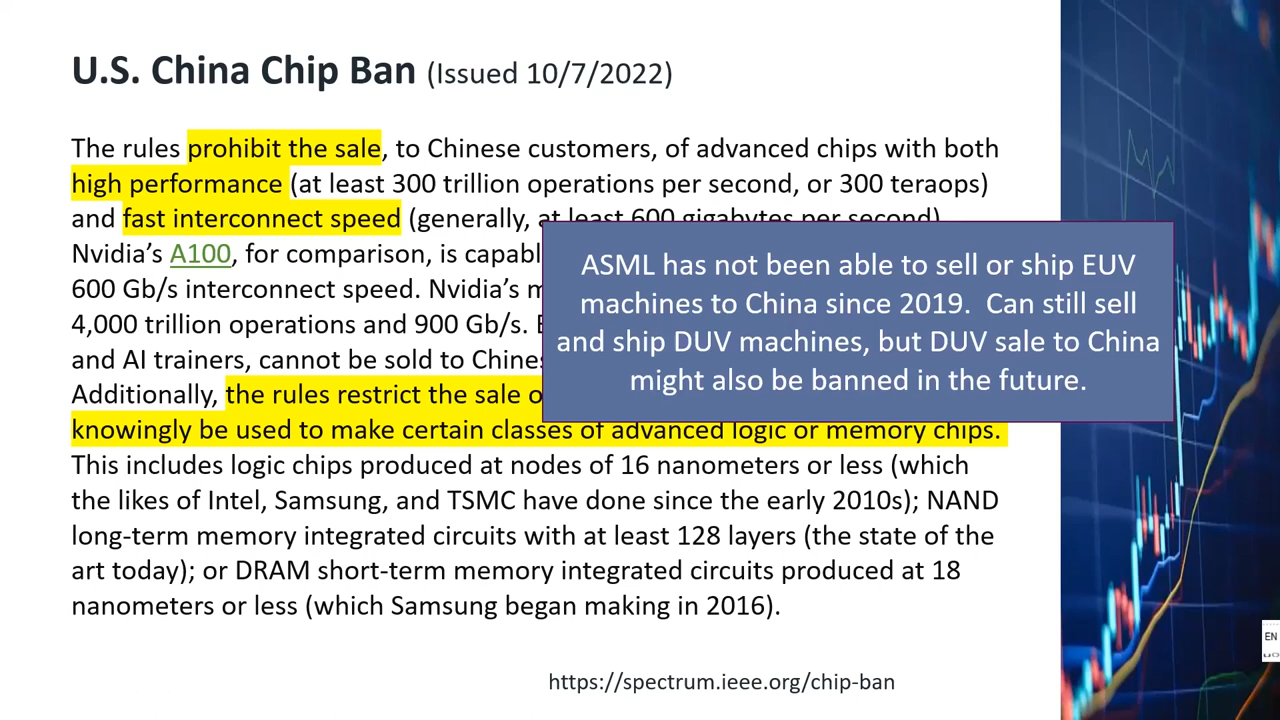 U.S. China Chip Ban (Issued 10/7/2022)
The rules prohibit the sale, to Chinese customers, of advanced chips with both
high performance (at least 300 trillion operations per second, or 300 teraops)
and fast interconnect speed (generally, at least 600 gigabytes per second).
Nvidia’s A100, for comparison, is capabl
600 Gb/s interconnect speed. Nvidia’s m
4,000 trillion operations and 900 Gb/s. E
and AI trainers, cannot be sold to Chines
Additionally, the rules restrict the sale o
knowingly be used to make certain classes of advanced logic or memory chips.
This includes logic chips produced at nodes of 16 nanometers or less (which
the likes of Intel, Samsung, and TSMC have done since the early 2010s); NAND
long-term memory integrated circuits with at least 128 layers (the state of the
art today); or DRAM short-term memory integrated circuits produced at 18
nanometers or less (which Samsung began making in 2016).
ASML has not been able to sell or ship EUV
machines to China since 2019. Can still sell
and ship DUV machines, but DUV sale to China
might also be banned in the future.
https://spectrum.ieee.org/chip-ban
EN